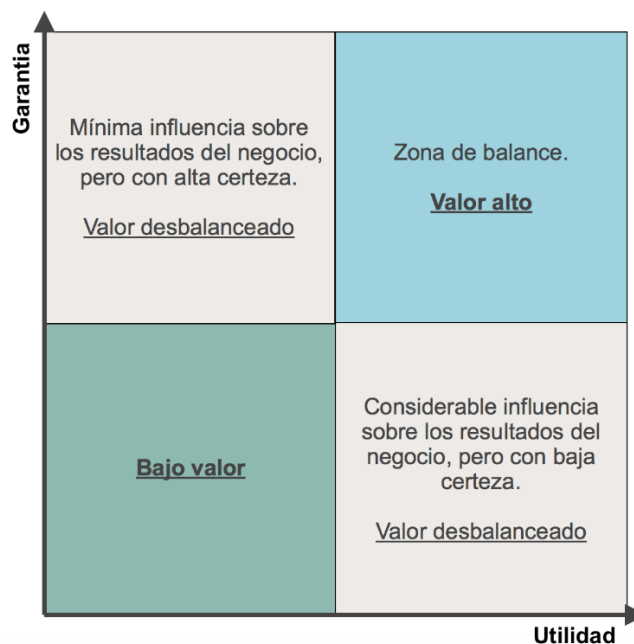 Garantia
Mínima influencia sobre
los resultados del negocio,
pero con alta certeza.
Valor desbalanceado
Zona de balance.
Valor alto
Bajo valor
Considerable influencia
sobre los resultados del
negocio, pero con baja
certeza.
Valor desbalanceado
Utilidad